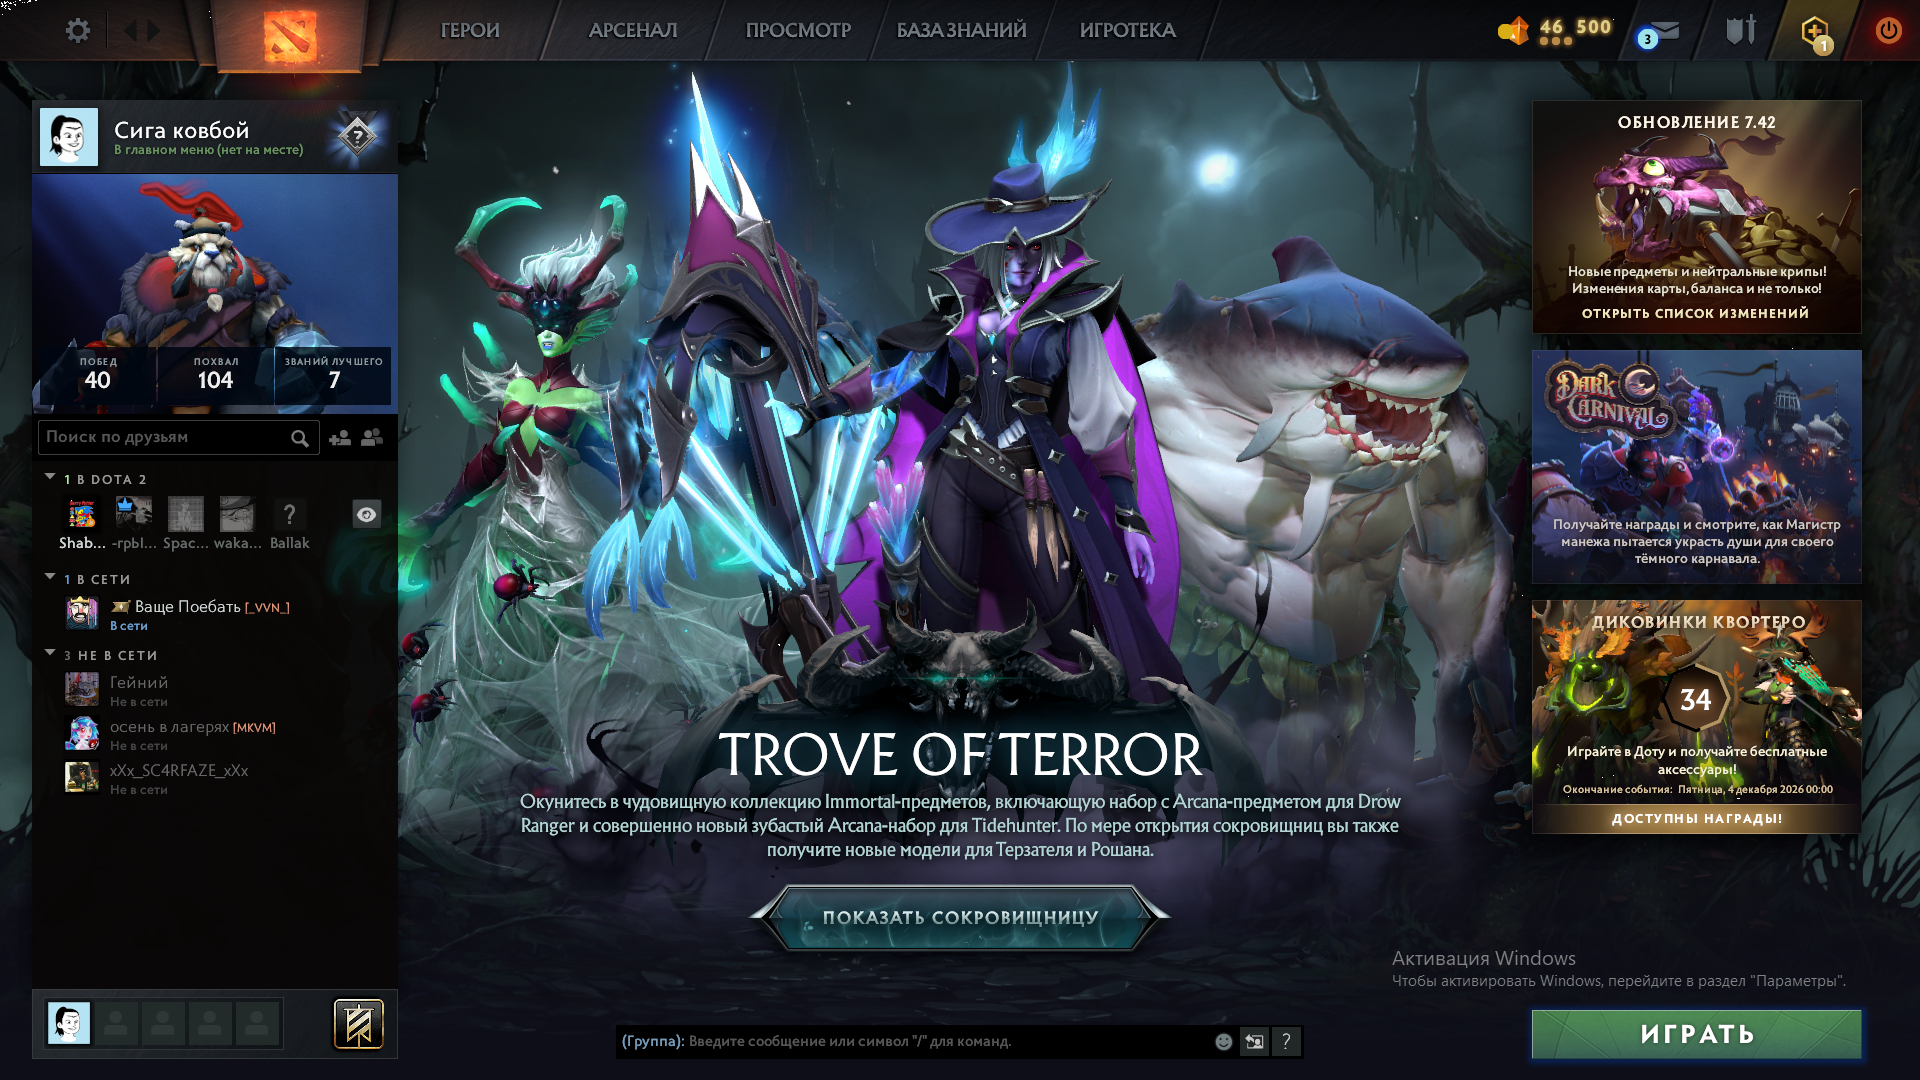 ГЕРОИ
АРСЕНАЛ
ПРОСМОТР
БАЗА ЗНАНИЙ
ИГРОТЕКА
46 500
3
1
Сига ковбой
В главном меню (нет на месте)
?
ПОБЕД
40
ПОХВАЛ
104
ЗВАНИЙ ЛУЧШЕГО
7
Поиск по друзьям
1 В DOTA 2
?
Shab... -грЫ... Spac... waka... Ballak
1 В СЕТИ
Ваще Поебать [_VVN_]
В сети
3 НЕ В СЕТИ
Гейний
Не в сети
осень в лагерях [MKVM]
Не в сети
xXx_SC4RFAZE_xXx
Не в сети
TROVE OF TERROR
Окунитесь в чудовищную коллекцию Immortal-предметов, включающую набор с Arcana-предметом для Drow
Ranger и совершенно новый зубастый Arcana-набор для Tidehunter. По мере открытия сокровищниц вы также
получите новые модели для Терзателя и Рошана.
ПОКАЗАТЬ СОКРОВИЩНИЦУ
(Группа): Введите сообщение или символ "/" для команд.
?
ОБНОВЛЕНИЕ 7.42
Новые предметы и нейтральные крипы!
Изменения карты, баланса и не только!
ОТКРЫТЬ СПИСОК ИЗМЕНЕНИЙ
DARK
CARNIVAL
Получайте награды и смотрите, как Магистр
манежа пытается украсть души для своего
тёмного карнавала.
ДИКОВИНКИ КВОРТЕРО
34
Играйте в Доту и получайте бесплатные
аксессуары!
Окончание события: Пятница, 4 декабря 2026 00:00
ДОСТУПНЫ НАГРАДЫ!
Активация Windows
Чтобы активировать Windows, перейдите в раздел "Параметры".
ИГРАТЬ